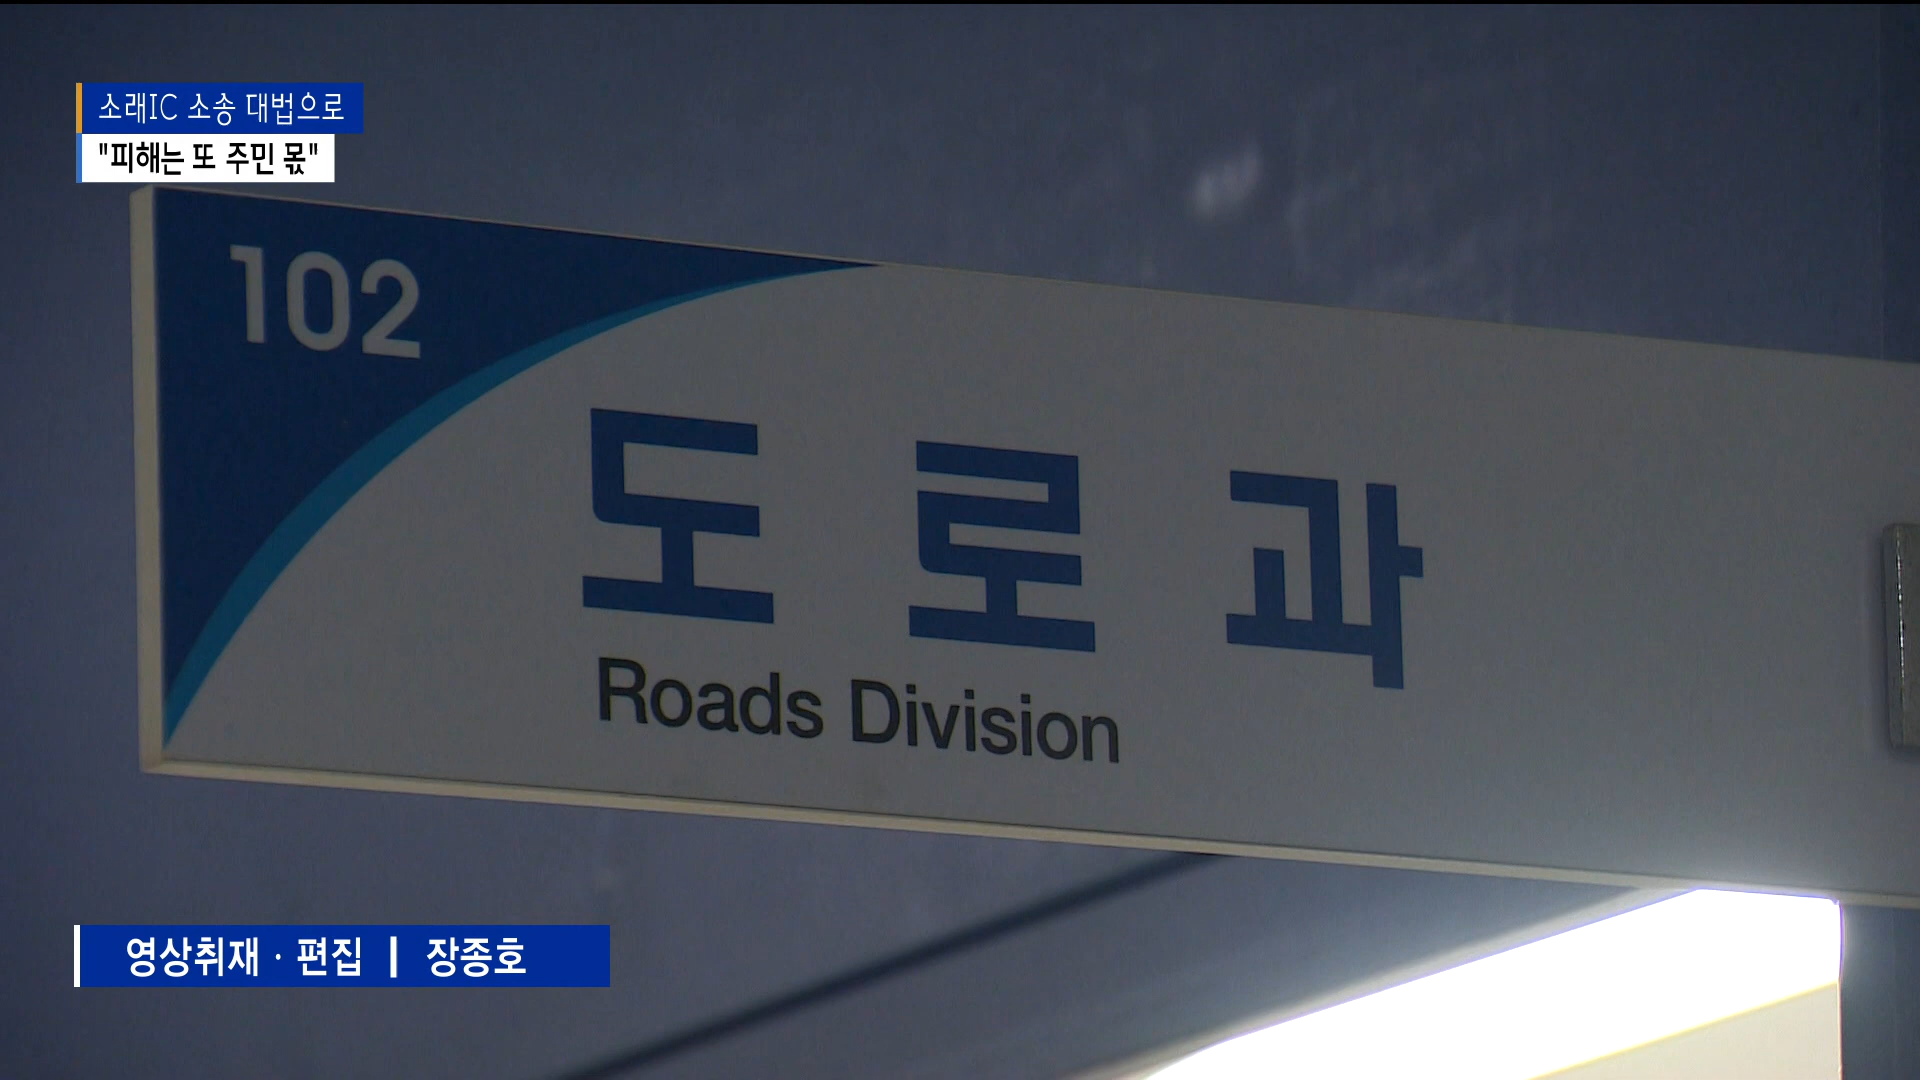 소래IC 소송 대법으로
"피해는 또 주민 몫"
102
도로과
Roads Division
영상취재·편집 | 장종호